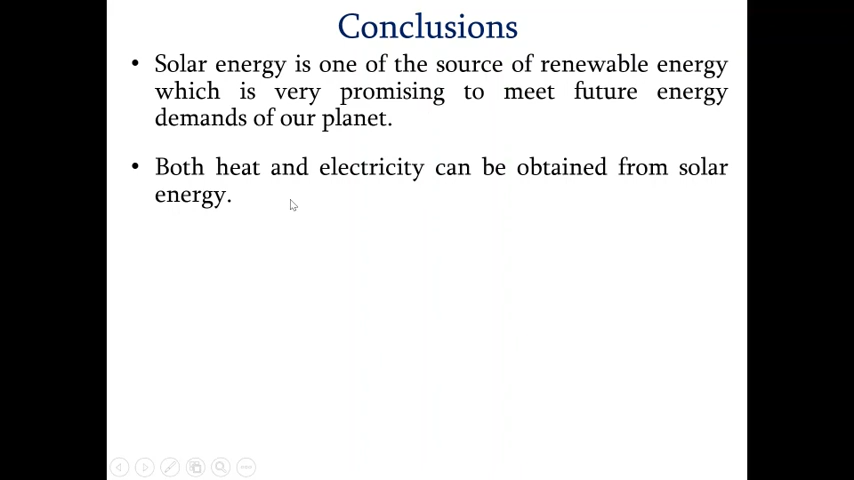 Conclusions
• Solar energy is one of the source of renewable energy
which is very promising to meet future energy
demands of our planet.
• Both heat and electricity can be obtained from solar
energy.